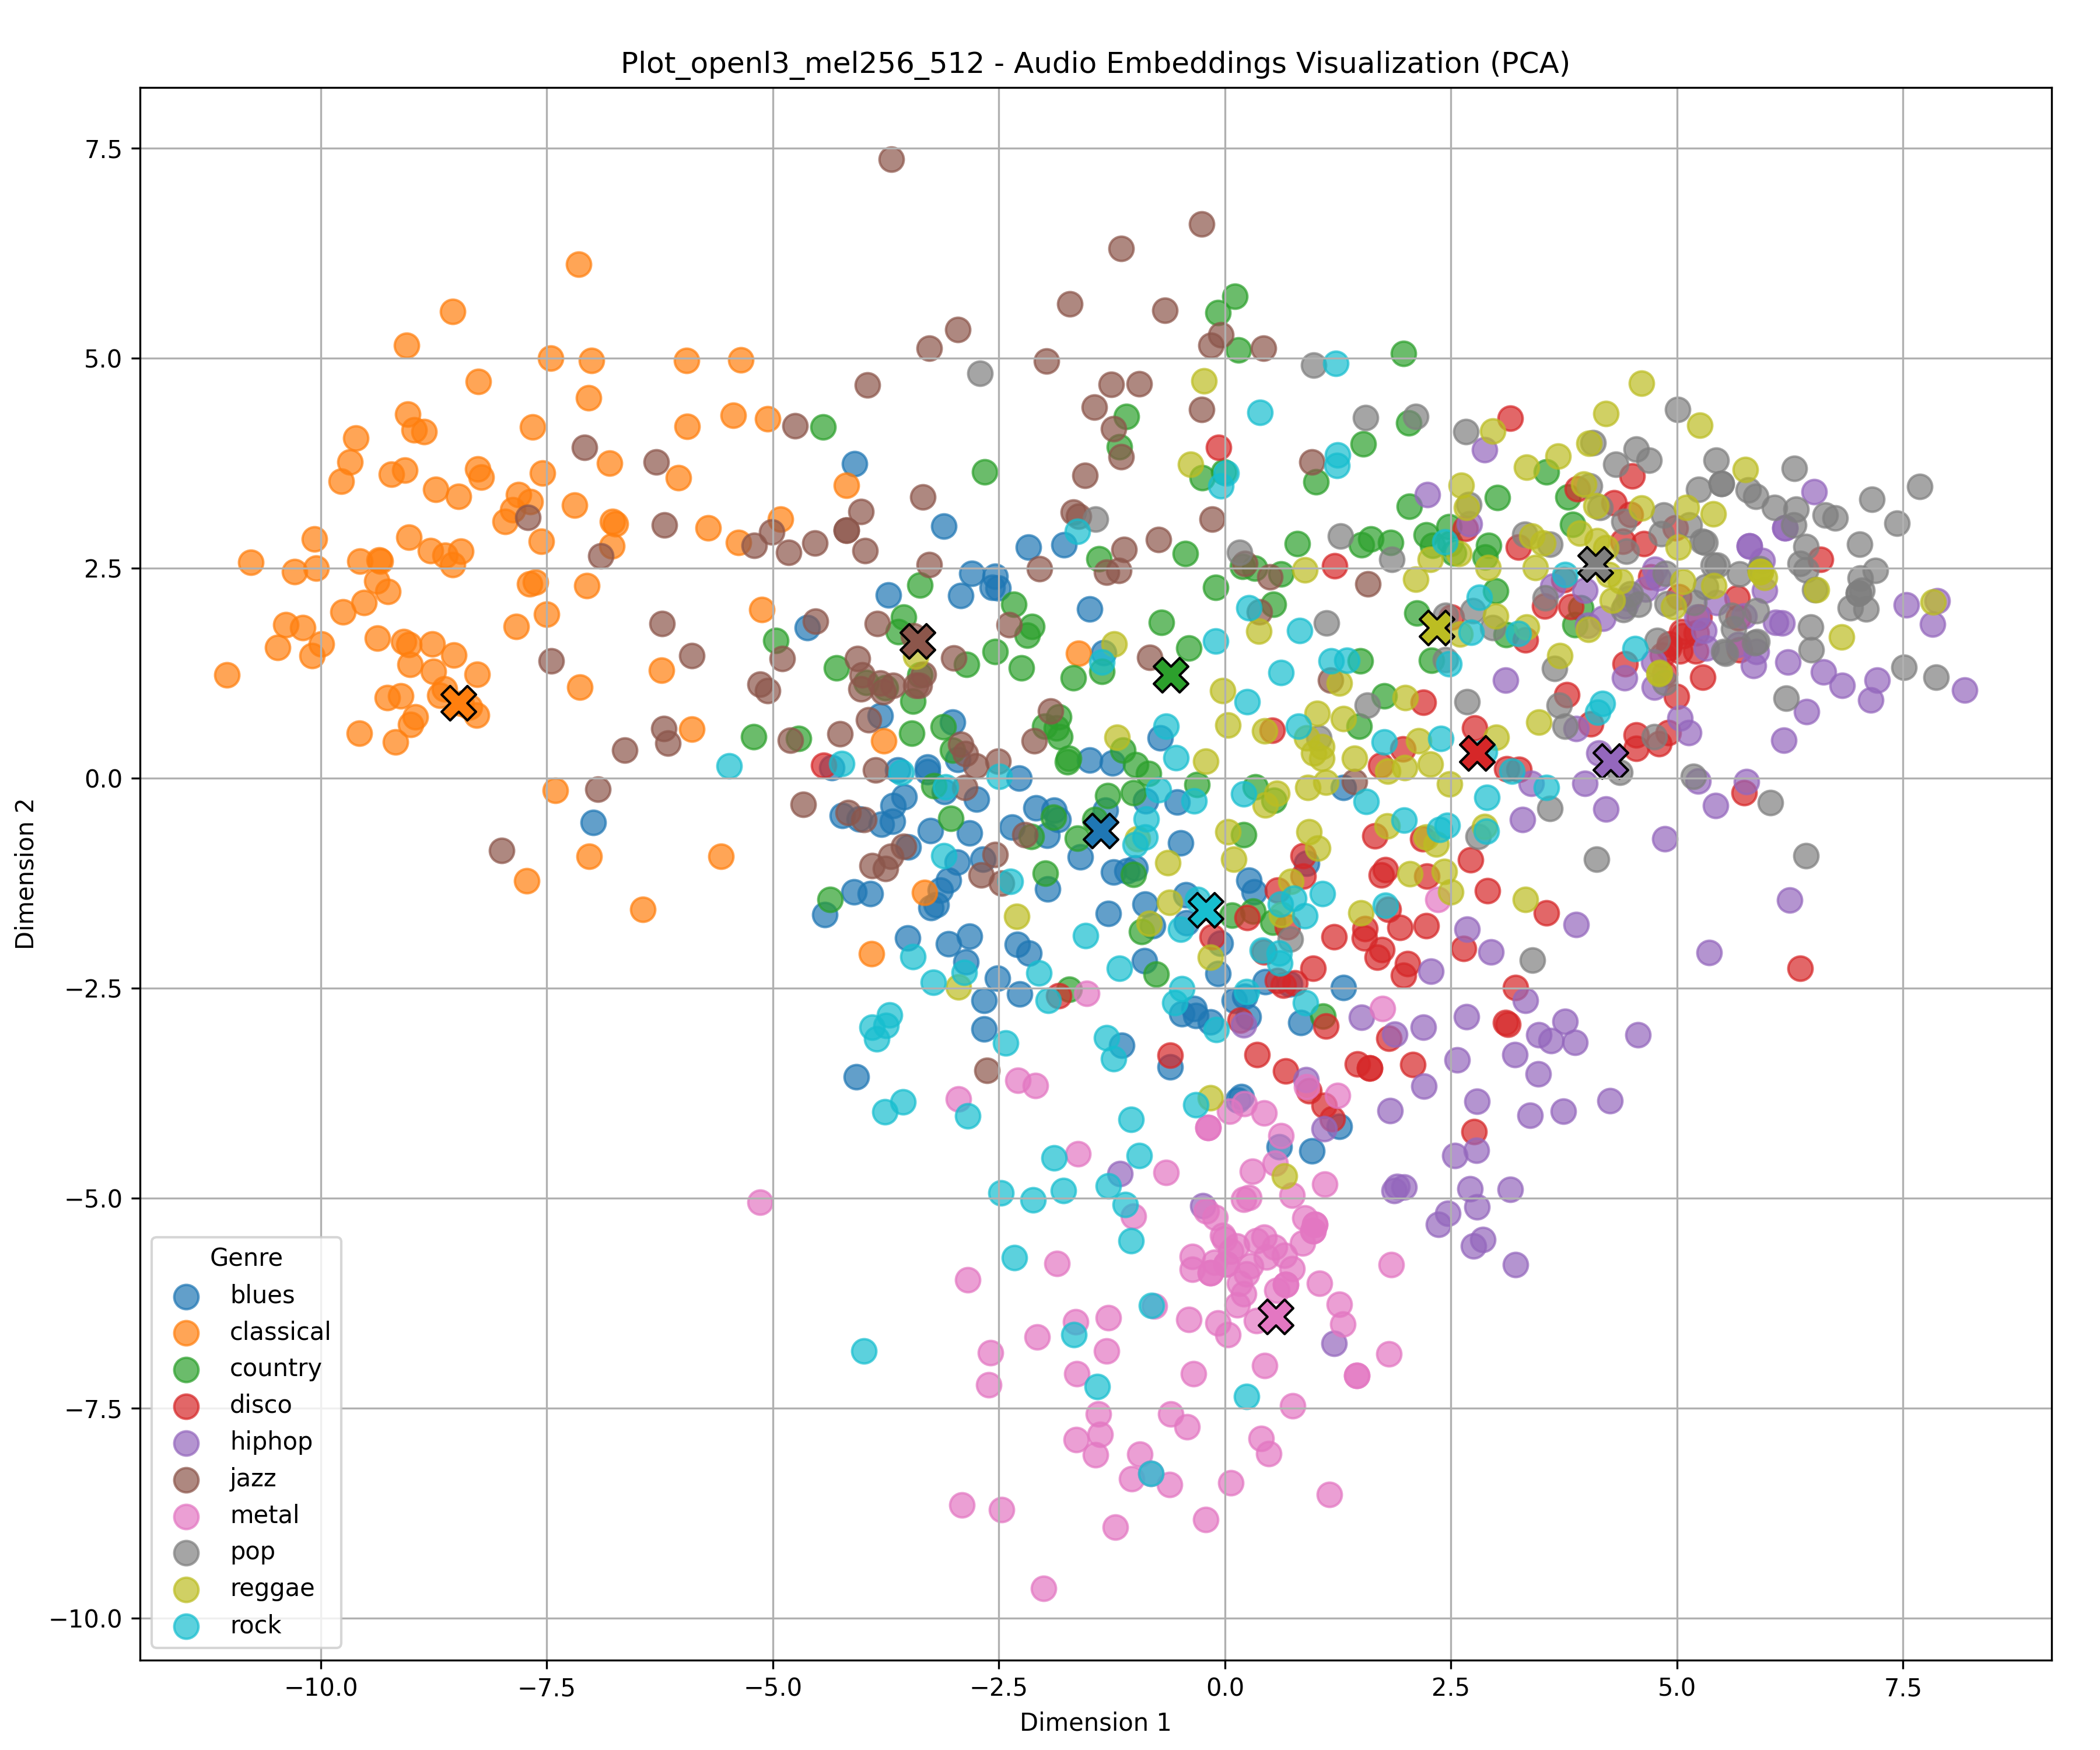 Plot_openl3_mel256_512 - Audio Embeddings Visualization (PCA)
7.5
5.0
2.5
0.0
−2.5
−5.0
−7.5
−10.0
Dimension 2
Genre
blues
classical
country
disco
hiphop
jazz
metal
pop
reggae
rock
−10.0 −7.5 −5.0 −2.5 0.0 2.5 5.0 7.5
Dimension 1